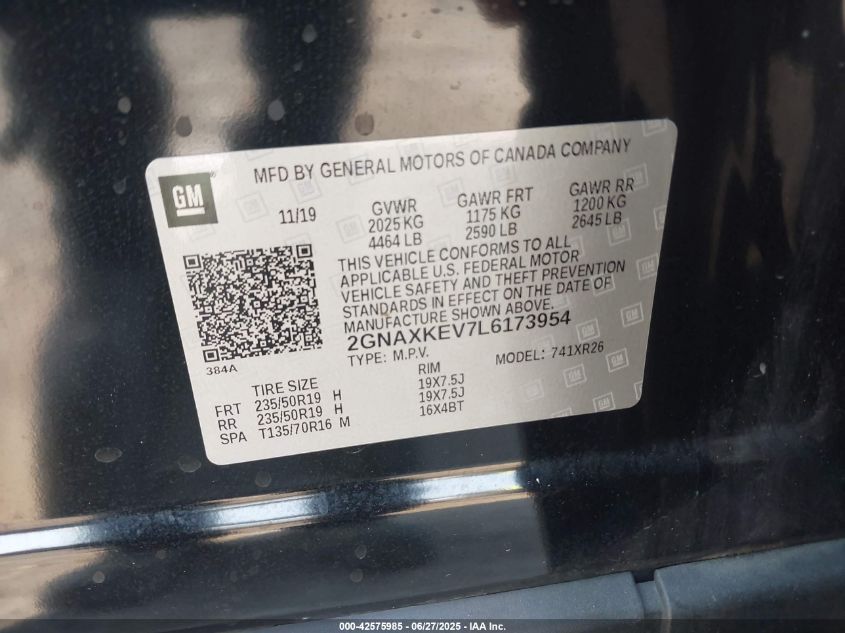 MFD BY GENERAL MOTORS OF CANADA COMPANY
GM
11/19
GVWR GAWR FRT GAWR RR
2025 KG 1175 KG 1200 KG
4464 LB 2590 LB 2645 LB
THIS VEHICLE CONFORMS TO ALL
APPLICABLE U.S. FEDERAL MOTOR
VEHICLE SAFETY AND THEFT PREVENTION
STANDARDS IN EFFECT ON THE DATE OF
MANUFACTURE SHOWN ABOVE.
2GNAXKEV7L6173954
TYPE: M.P.V. MODEL: 741XR26
384A
TIRE SIZE RIM
FRT 235/50R19 H 19X7.5J
RR 235/50R19 H 19X7.5J
SPA T135/70R16 M 16X4BT
000-42575985 - 06/27/2025 - IAA Inc.